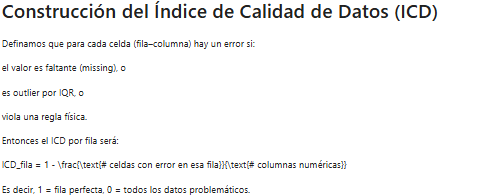 Construcción del Índice de Calidad de Datos (ICD)
Definamos que para cada celda (fila–columna) hay un error si:
el valor es faltante (missing), o
es outlier por IQR, o
viola una regla física.
Entonces el ICD por fila será:
ICD_fila = 1 - \frac{\text{# celdas con error en esa fila}}{\text{# columnas numéricas}}
Es decir, 1 = fila perfecta, 0 = todos los datos problemáticos.